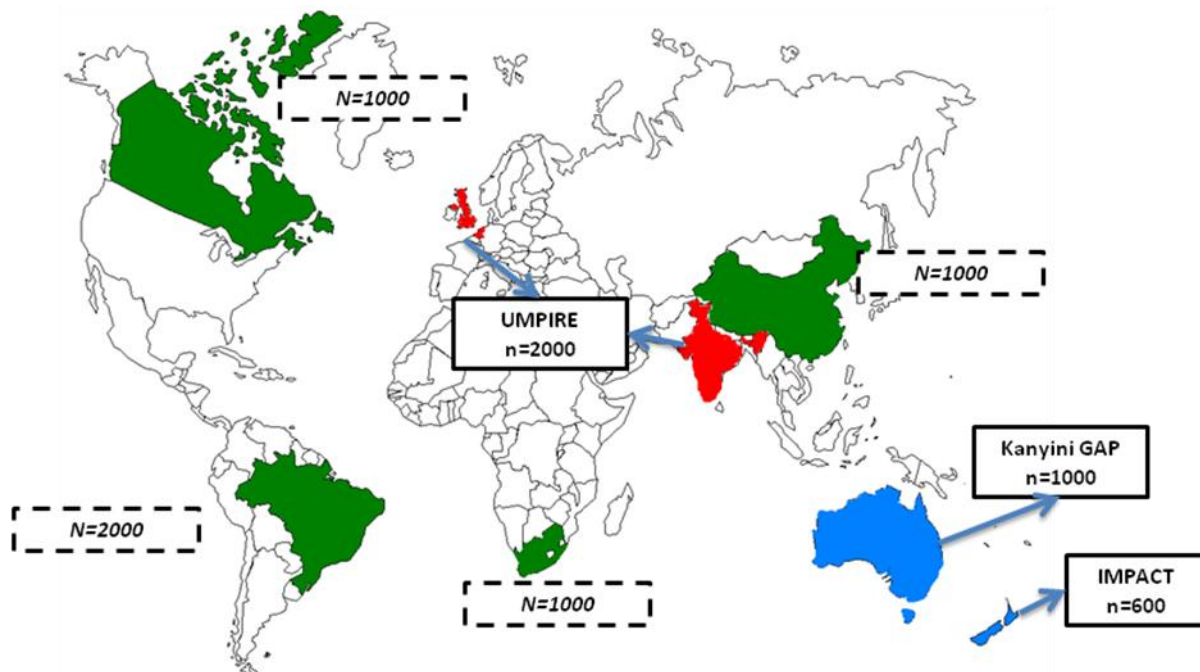 N=1000
N=1000
UMPIRE
n=2000
Kanyini GAP
n=1000
N=2000
IMPACT
n=600
N=1000